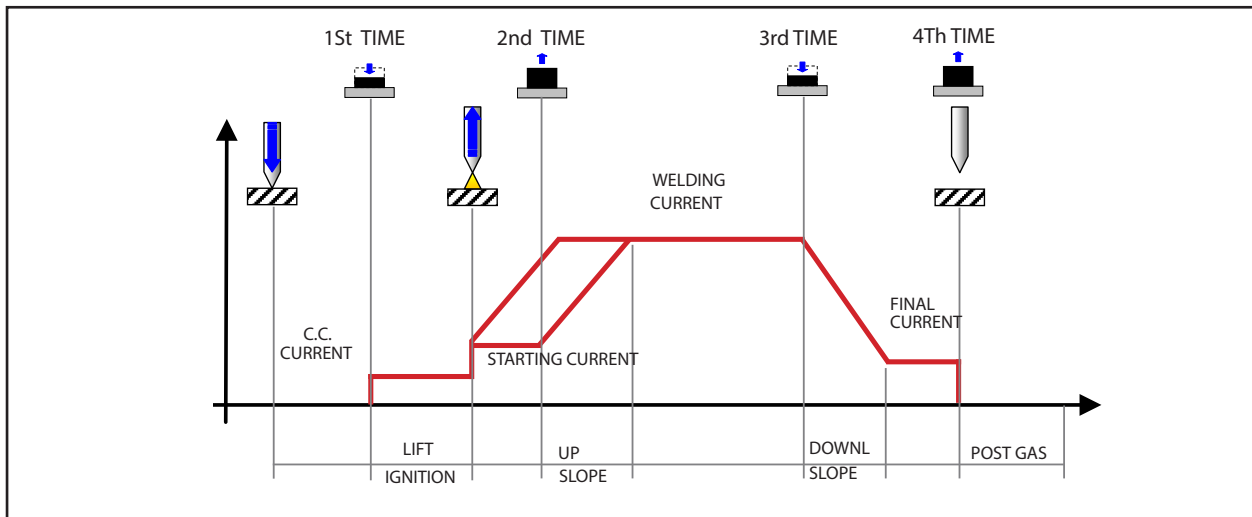 1St TIME
2nd TIME
3rd TIME
4Th TIME
WELDING
CURRENT
C.C.
CURRENT
STARTING CURRENT
FINAL
CURRENT
LIFT
IGNITION
UP
SLOPE
DOWNL
SLOPE
POST GAS